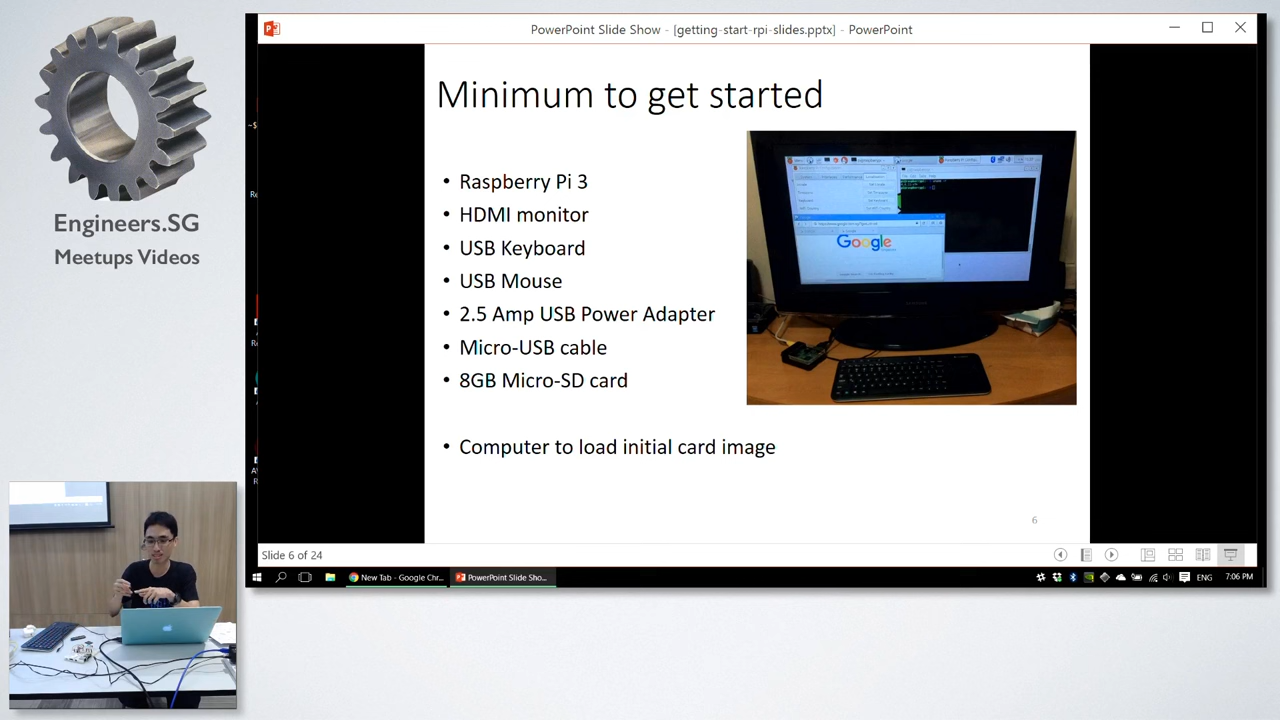 PowerPoint Slide Show - [getting-start-rpi-slides.pptx] - PowerPoint
Engineers.SG
Meetups Videos
Minimum to get started
• Raspberry Pi 3
• HDMI monitor
• USB Keyboard
• USB Mouse
• 2.5 Amp USB Power Adapter
• Micro-USB cable
• 8GB Micro-SD card
• Computer to load initial card image
Google
6
Slide 6 of 24
New Tab - Google Chr...
PowerPoint Slide Sho...
ENG
7:06 PM